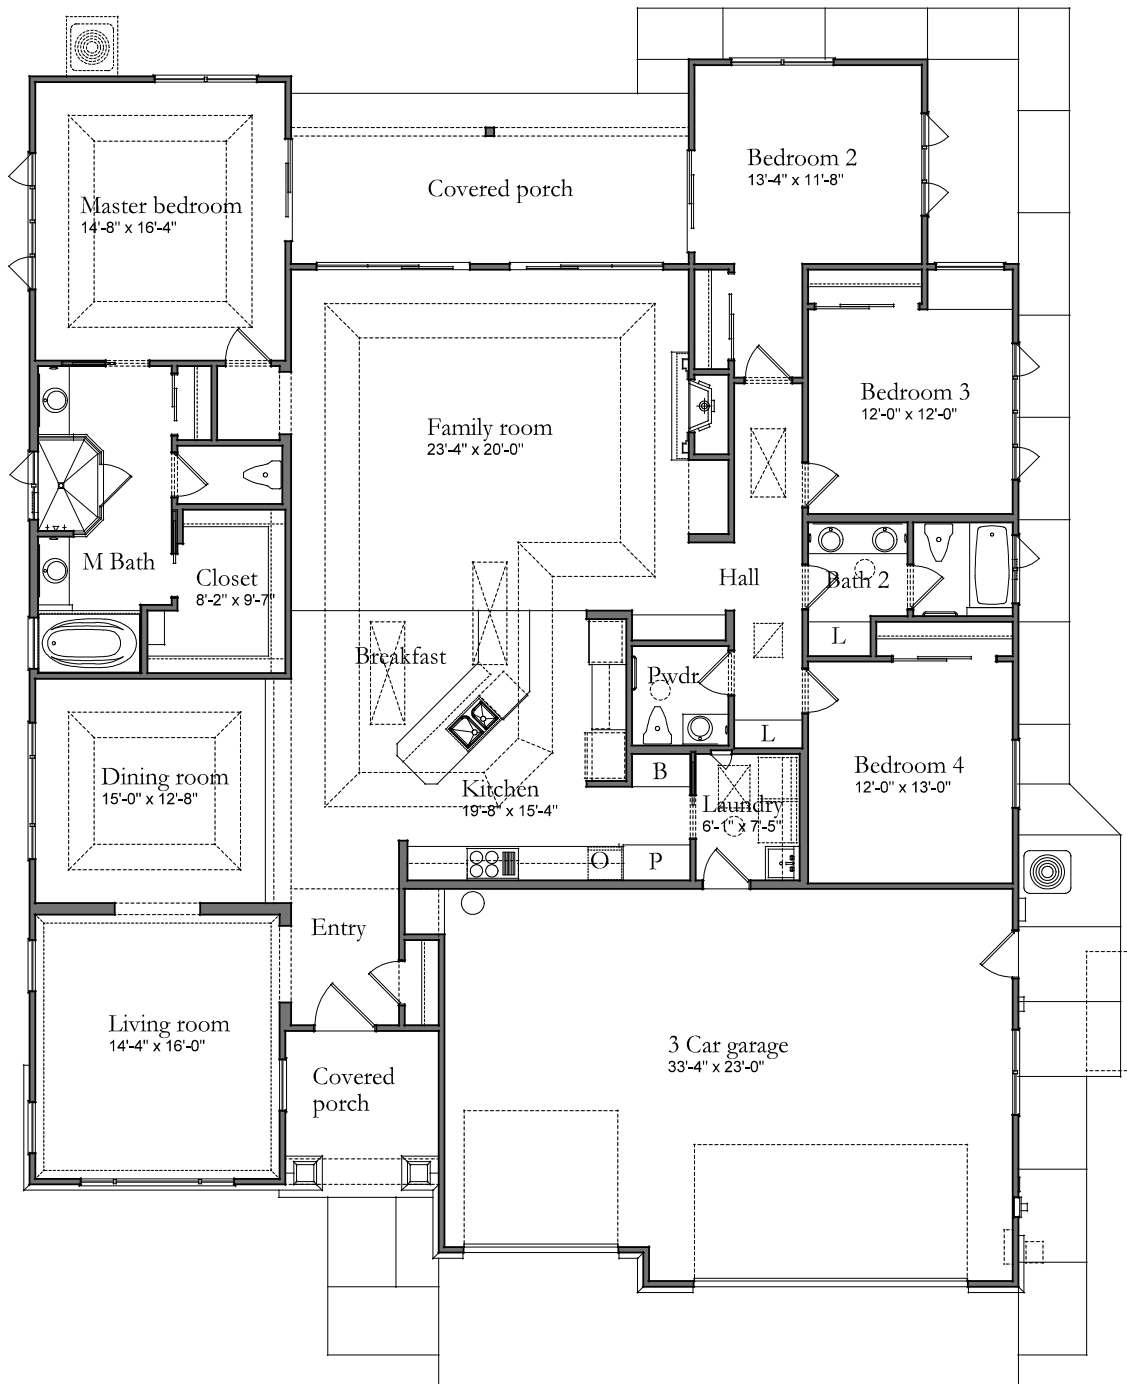 Bedroom 2
13'-4" x 11'-8"
Covered porch
Master bedroom
14'-8" x 16'-4"
Bedroom 3
12'-0" x 12'-0"
Family room
23'-4" x 20'-0"
M Bath
Closet
8'-2" x 9'-7"
Hall
Bath 2
L
Breakfast
Pwdr
L
Dining room
15'-0" x 12'-8"
Kitchen
19'-8" x 15'-4"
B
Laundry
6'-1" x 7'-5"
Bedroom 4
12'-0" x 13'-0"
O
P
Entry
Living room
14'-4" x 16'-0"
3 Car garage
33'-4" x 23'-0"
Covered
porch